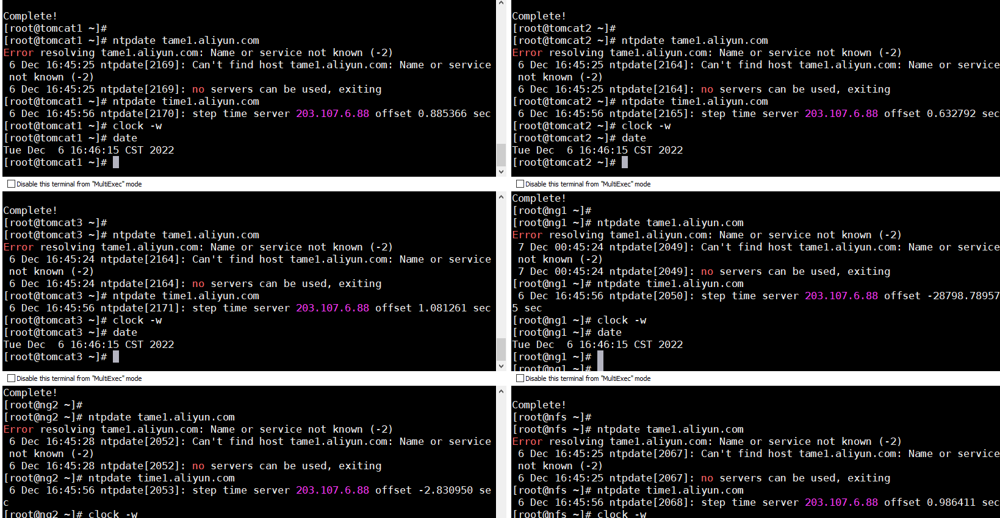 Complete!
[root@tomcat1 ~]#
[root@tomcat1 ~]# ntpdate tame1.aliyun.com
Error resolving tame1.aliyun.com: Name or service not known (-2)
 6 Dec 16:45:25 ntpdate[2169]: Can't find host tame1.aliyun.com: Name or service
 not known (-2)
 6 Dec 16:45:25 ntpdate[2169]: no servers can be used, exiting
[root@tomcat1 ~]# ntpdate time1.aliyun.com
 6 Dec 16:45:56 ntpdate[2170]: step time server 203.107.6.88 offset 0.885366 sec
[root@tomcat1 ~]# clock -w
[root@tomcat1 ~]# date
Tue Dec  6 16:46:15 CST 2022
[root@tomcat1 ~]#
Disable this terminal from "MultiExec" mode
Complete!
[root@tomcat2 ~]#
[root@tomcat2 ~]# ntpdate tame1.aliyun.com
Error resolving tame1.aliyun.com: Name or service not known (-2)
 6 Dec 16:45:25 ntpdate[2164]: Can't find host tame1.aliyun.com: Name or service
 not known (-2)
 6 Dec 16:45:25 ntpdate[2164]: no servers can be used, exiting
[root@tomcat2 ~]# ntpdate time1.aliyun.com
 6 Dec 16:45:56 ntpdate[2165]: step time server 203.107.6.88 offset 0.632792 sec
[root@tomcat2 ~]# clock -w
[root@tomcat2 ~]# date
Tue Dec  6 16:46:15 CST 2022
[root@tomcat2 ~]#
Disable this terminal from "MultiExec" mode
Complete!
[root@tomcat3 ~]#
[root@tomcat3 ~]# ntpdate tame1.aliyun.com
Error resolving tame1.aliyun.com: Name or service not known (-2)
 6 Dec 16:45:24 ntpdate[2164]: Can't find host tame1.aliyun.com: Name or service
 not known (-2)
 6 Dec 16:45:24 ntpdate[2164]: no servers can be used, exiting
[root@tomcat3 ~]# ntpdate time1.aliyun.com
 6 Dec 16:45:56 ntpdate[2171]: step time server 203.107.6.88 offset 1.081261 sec
[root@tomcat3 ~]# clock -w
[root@tomcat3 ~]# date
Tue Dec  6 16:46:15 CST 2022
[root@tomcat3 ~]#
Disable this terminal from "MultiExec" mode
Complete!
[root@ng1 ~]#
[root@ng1 ~]# ntpdate tame1.aliyun.com
Error resolving tame1.aliyun.com: Name or service not known (-2)
 7 Dec 00:45:24 ntpdate[2049]: Can't find host tame1.aliyun.com: Name or service
 not known (-2)
 7 Dec 00:45:24 ntpdate[2049]: no servers can be used, exiting
[root@ng1 ~]# ntpdate time1.aliyun.com
 6 Dec 16:45:56 ntpdate[2050]: step time server 203.107.6.88 offset -28798.78957
5 sec
[root@ng1 ~]# clock -w
[root@ng1 ~]# date
Tue Dec  6 16:46:15 CST 2022
[root@ng1 ~]#
[root@ng1 ~]#
Disable this terminal from "MultiExec" mode
Complete!
[root@ng2 ~]#
[root@ng2 ~]# ntpdate tame1.aliyun.com
Error resolving tame1.aliyun.com: Name or service not known (-2)
 6 Dec 16:45:28 ntpdate[2052]: Can't find host tame1.aliyun.com: Name or service
 not known (-2)
 6 Dec 16:45:28 ntpdate[2052]: no servers can be used, exiting
[root@ng2 ~]# ntpdate time1.aliyun.com
 6 Dec 16:45:56 ntpdate[2053]: step time server 203.107.6.88 offset -2.830950 se
c
[root@ng2 ~]# clock -w
Complete!
[root@nfs ~]#
[root@nfs ~]# ntpdate tame1.aliyun.com
Error resolving tame1.aliyun.com: Name or service not known (-2)
 6 Dec 16:45:25 ntpdate[2067]: Can't find host tame1.aliyun.com: Name or service
 not known (-2)
 6 Dec 16:45:25 ntpdate[2067]: no servers can be used, exiting
[root@nfs ~]# ntpdate time1.aliyun.com
 6 Dec 16:45:56 ntpdate[2068]: step time server 203.107.6.88 offset 0.986411 sec
[root@nfs ~]# clock -w